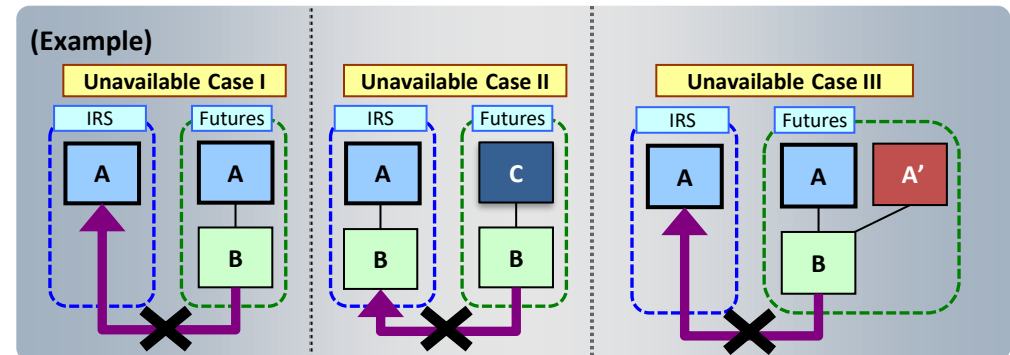 (Example)
Unavailable Case I
IRS
Futures
A
A
B
Unavailable Case II
IRS
Futures
A
C
B
B
Unavailable Case III
IRS
Futures
A
A
A’
B